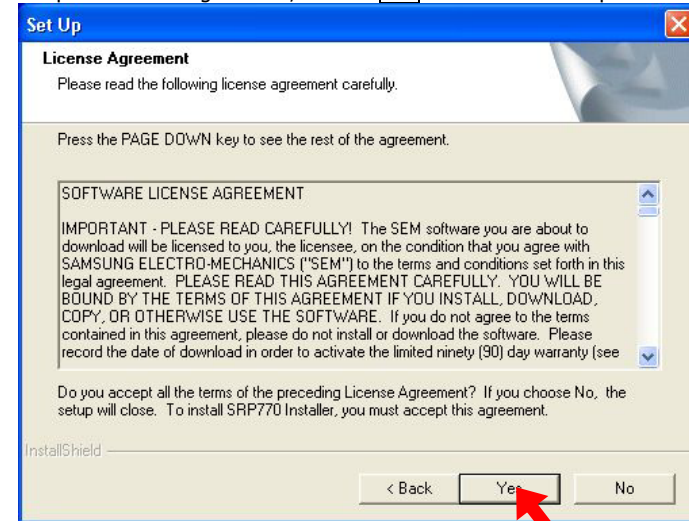 Set Up
License Agreement
Please read the following license agreement carefully.
Press the PAGE DOWN key to see the rest of the agreement.
SOFTWARE LICENSE AGREEMENT
IMPORTANT - PLEASE READ CAREFULLY! The SEM software you are about to
download will be licensed to you, the licensee, on the condition that you agree with
SAMSUNG ELECTRO-MECHANICS ("SEM") to the terms and conditions set forth in this
legal agreement. PLEASE READ THIS AGREEMENT CAREFULLY. YOU WILL BE
BOUND BY THE TERMS OF THIS AGREEMENT IF YOU INSTALL, DOWNLOAD,
COPY, OR OTHERWISE USE THE SOFTWARE. If you do not agree to the terms
contained in this agreement, please do not install or download the software. Please
record the date of download in order to activate the limited ninety (90) day warranty (see
Do you accept all the terms of the preceding License Agreement? If you choose No, the
setup will close. To install SRP770 Installer, you must accept this agreement.
InstallShield
< Back Yes No